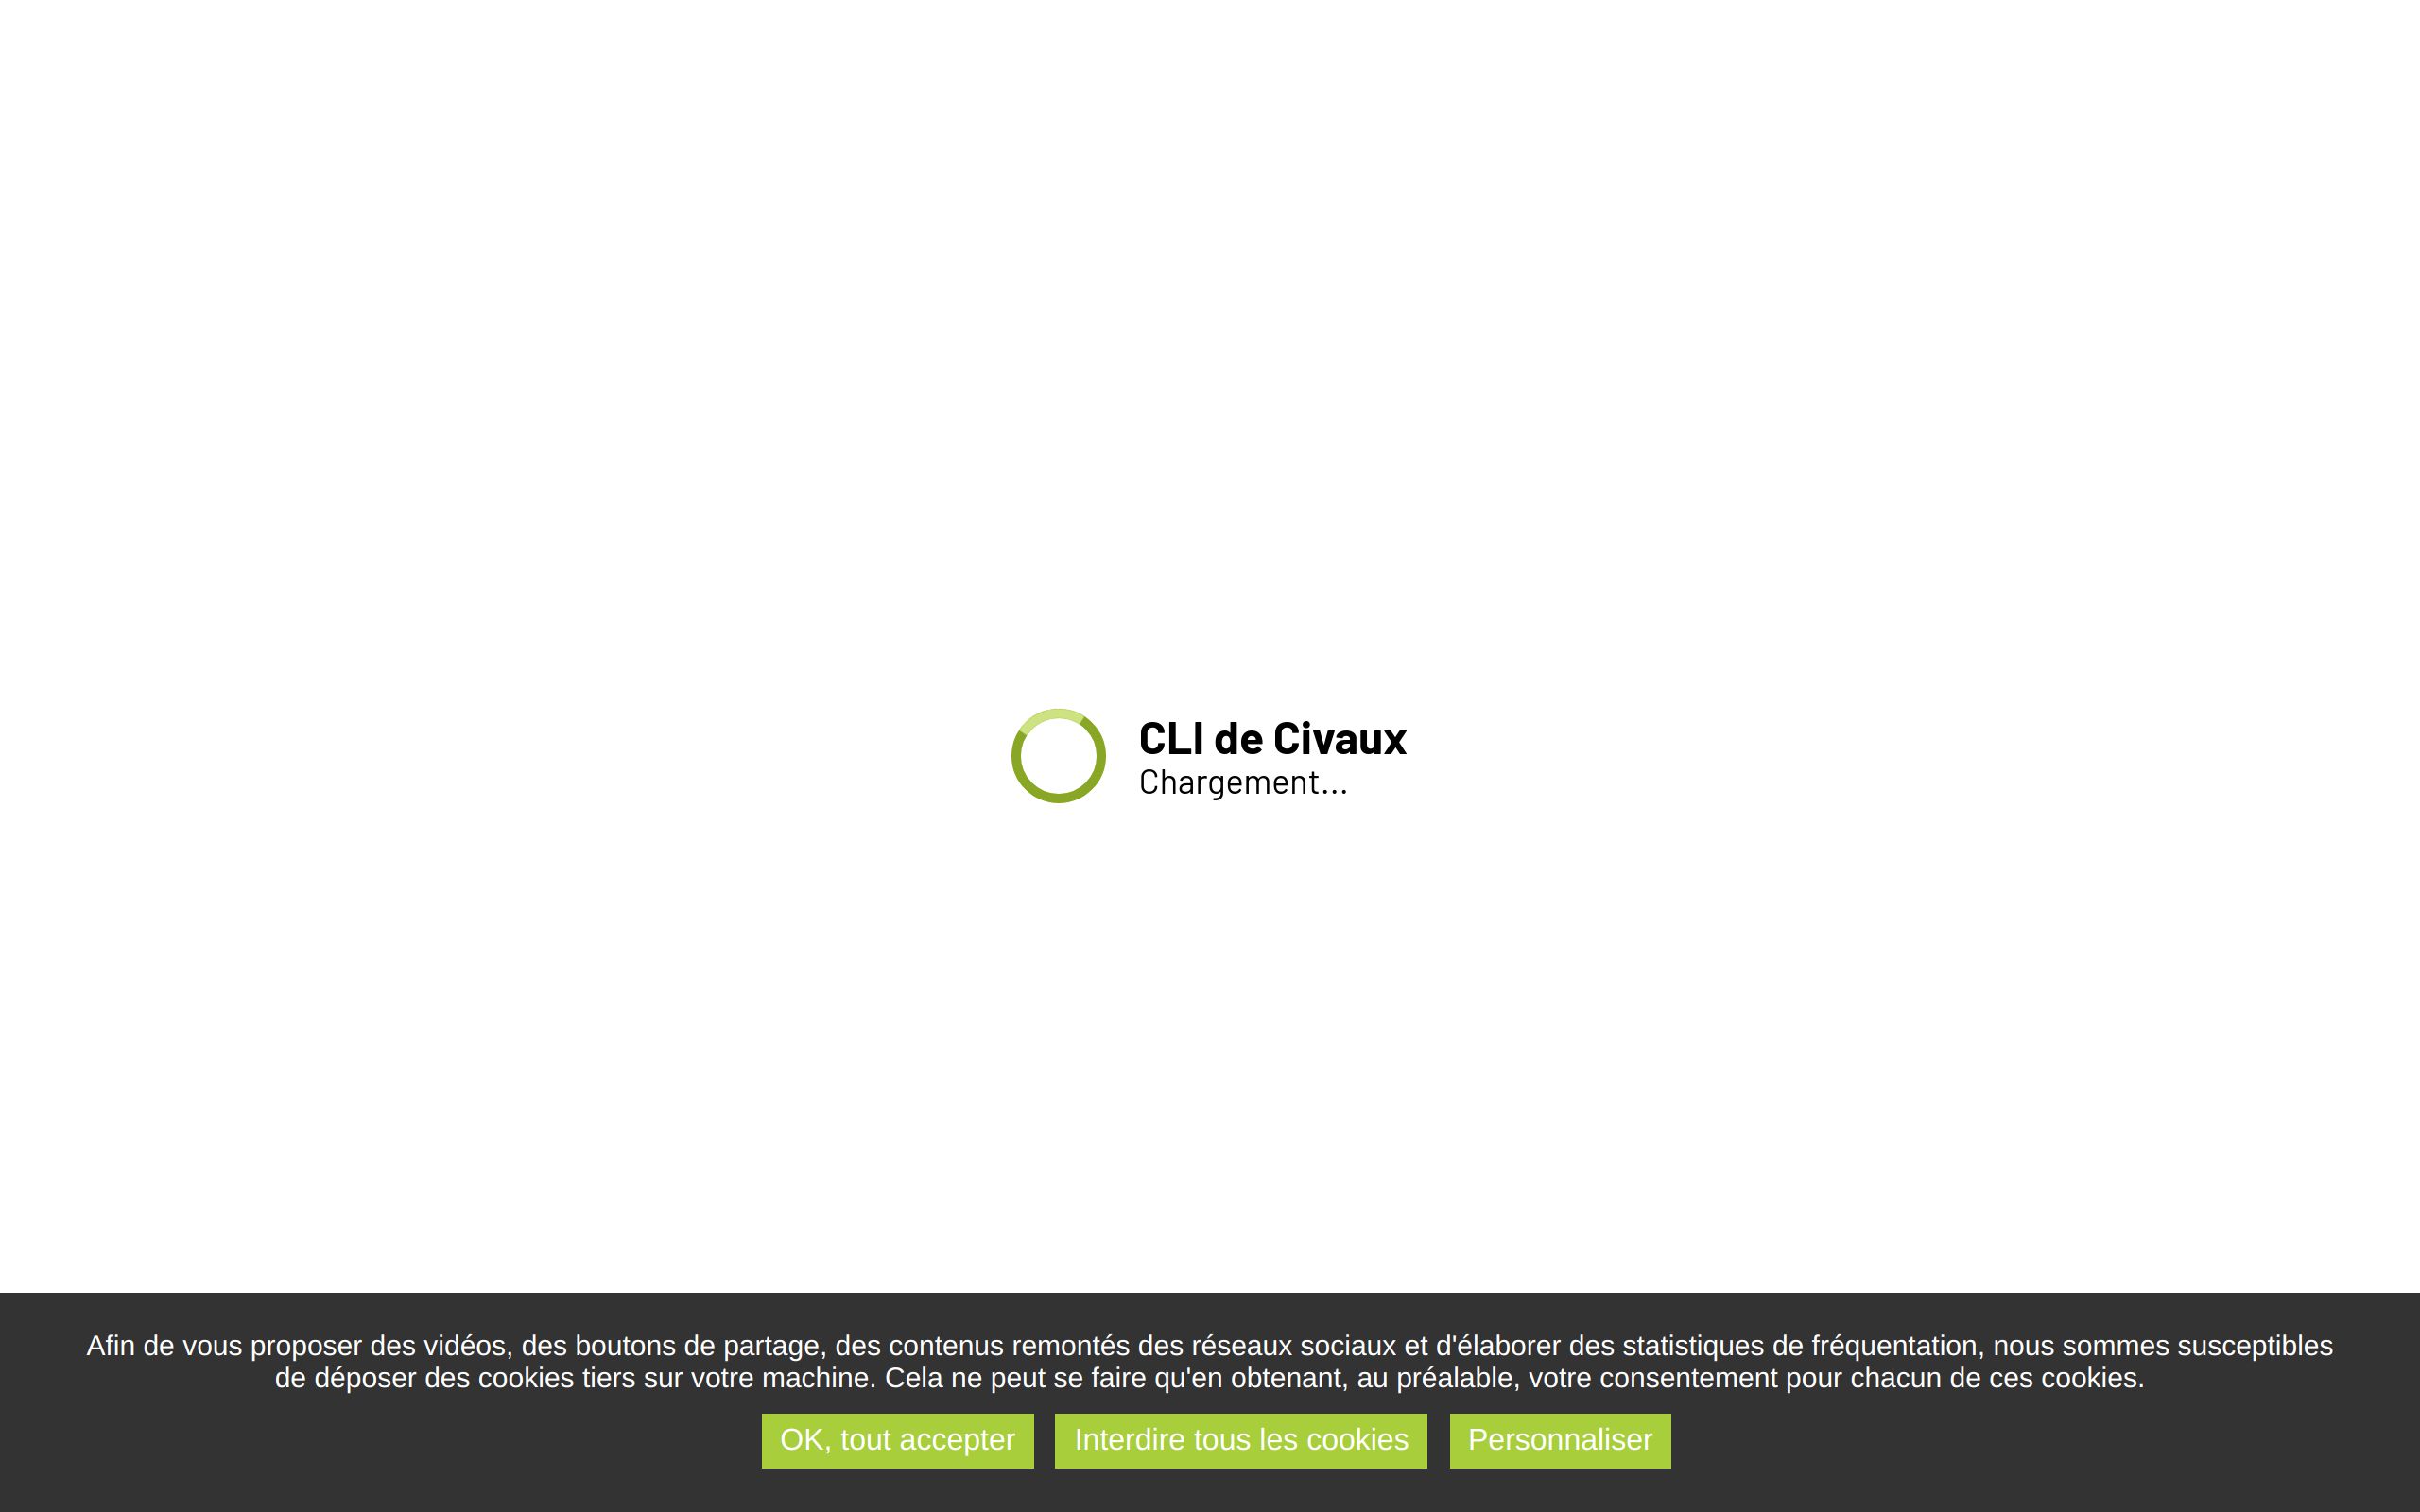 CLI de Civaux
Chargement...
Afin de vous proposer des vidéos, des boutons de partage, des contenus remontés des réseaux sociaux et d'élaborer des statistiques de fréquentation, nous sommes susceptibles
de déposer des cookies tiers sur votre machine. Cela ne peut se faire qu'en obtenant, au préalable, votre consentement pour chacun de ces cookies.
OK, tout accepter
Interdire tous les cookies
Personnaliser